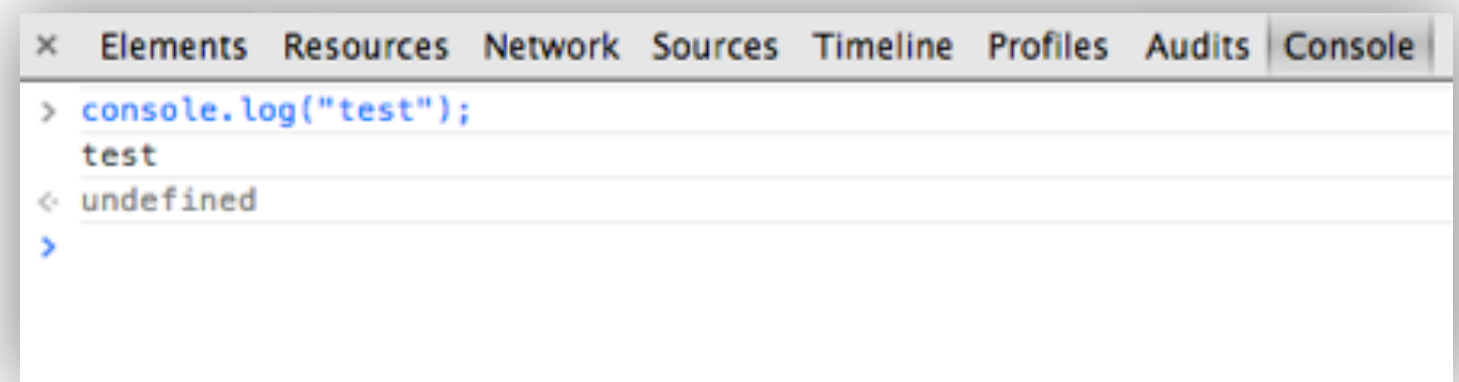 × Elements Resources Network Sources Timeline Profiles Audits Console
> console.log("test");
test
<· undefined
>